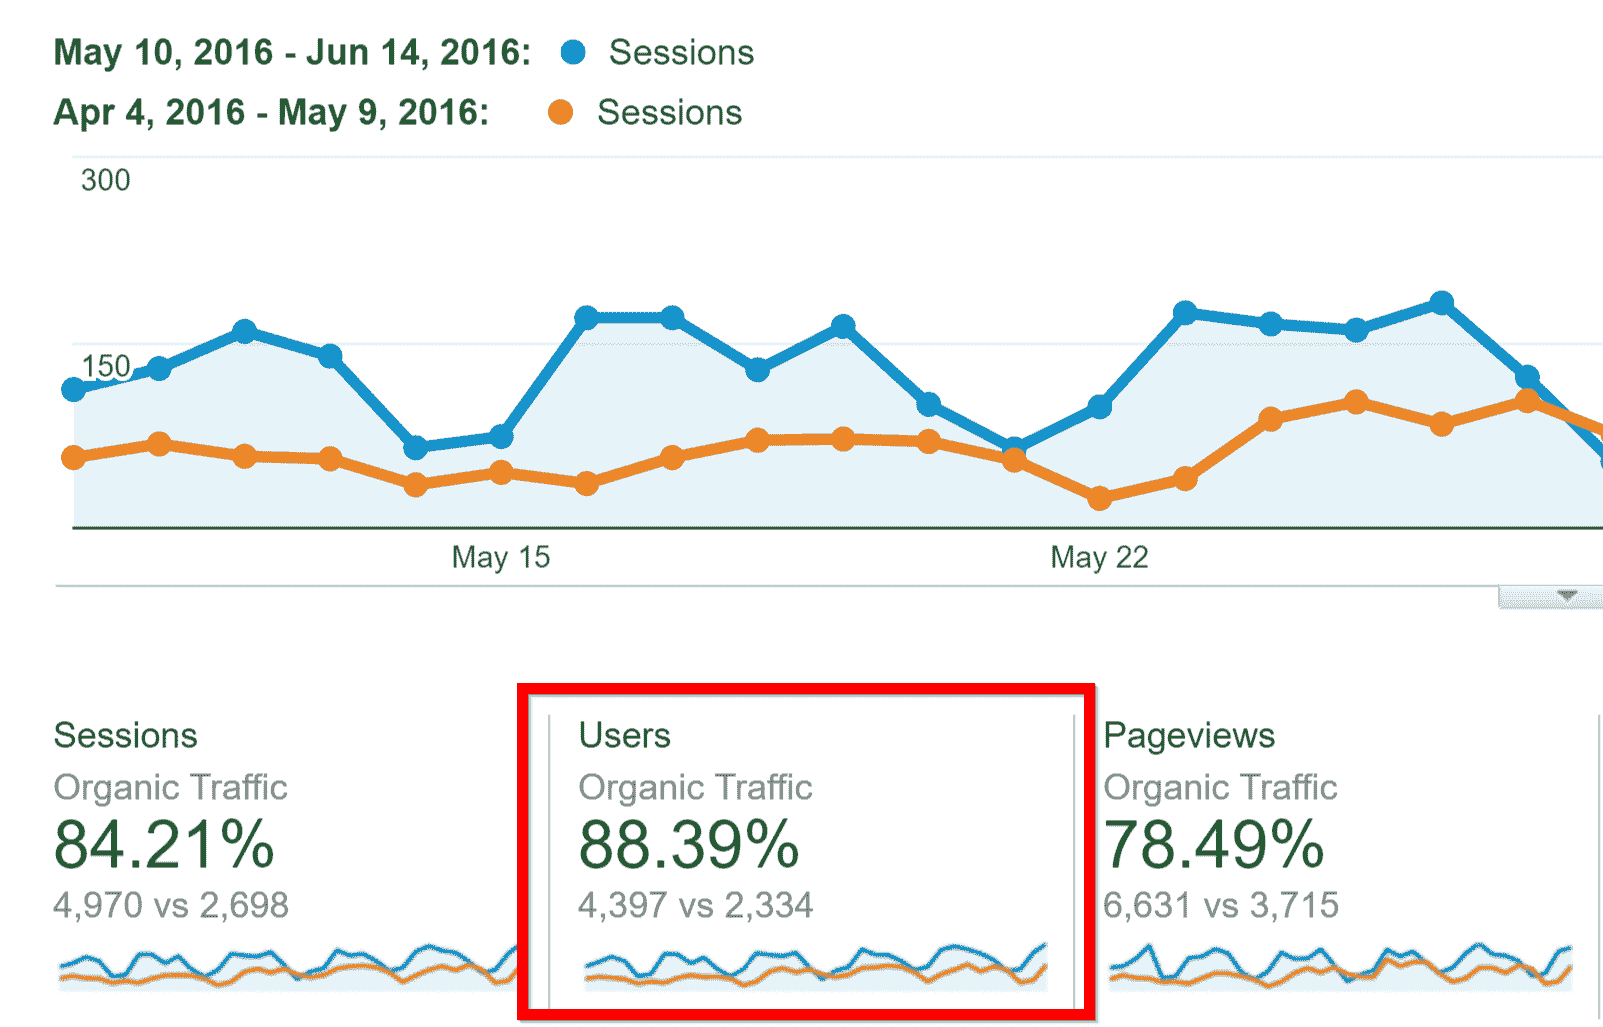 May 10, 2016 - Jun 14, 2016: Sessions
Apr 4, 2016 - May 9, 2016: Sessions
300
150
May 15 May 22
Sessions
Organic Traffic
84.21%
4,970 vs 2,698
Users
Organic Traffic
88.39%
4,397 vs 2,334
Pageviews
Organic Traffic
78.49%
6,631 vs 3,715